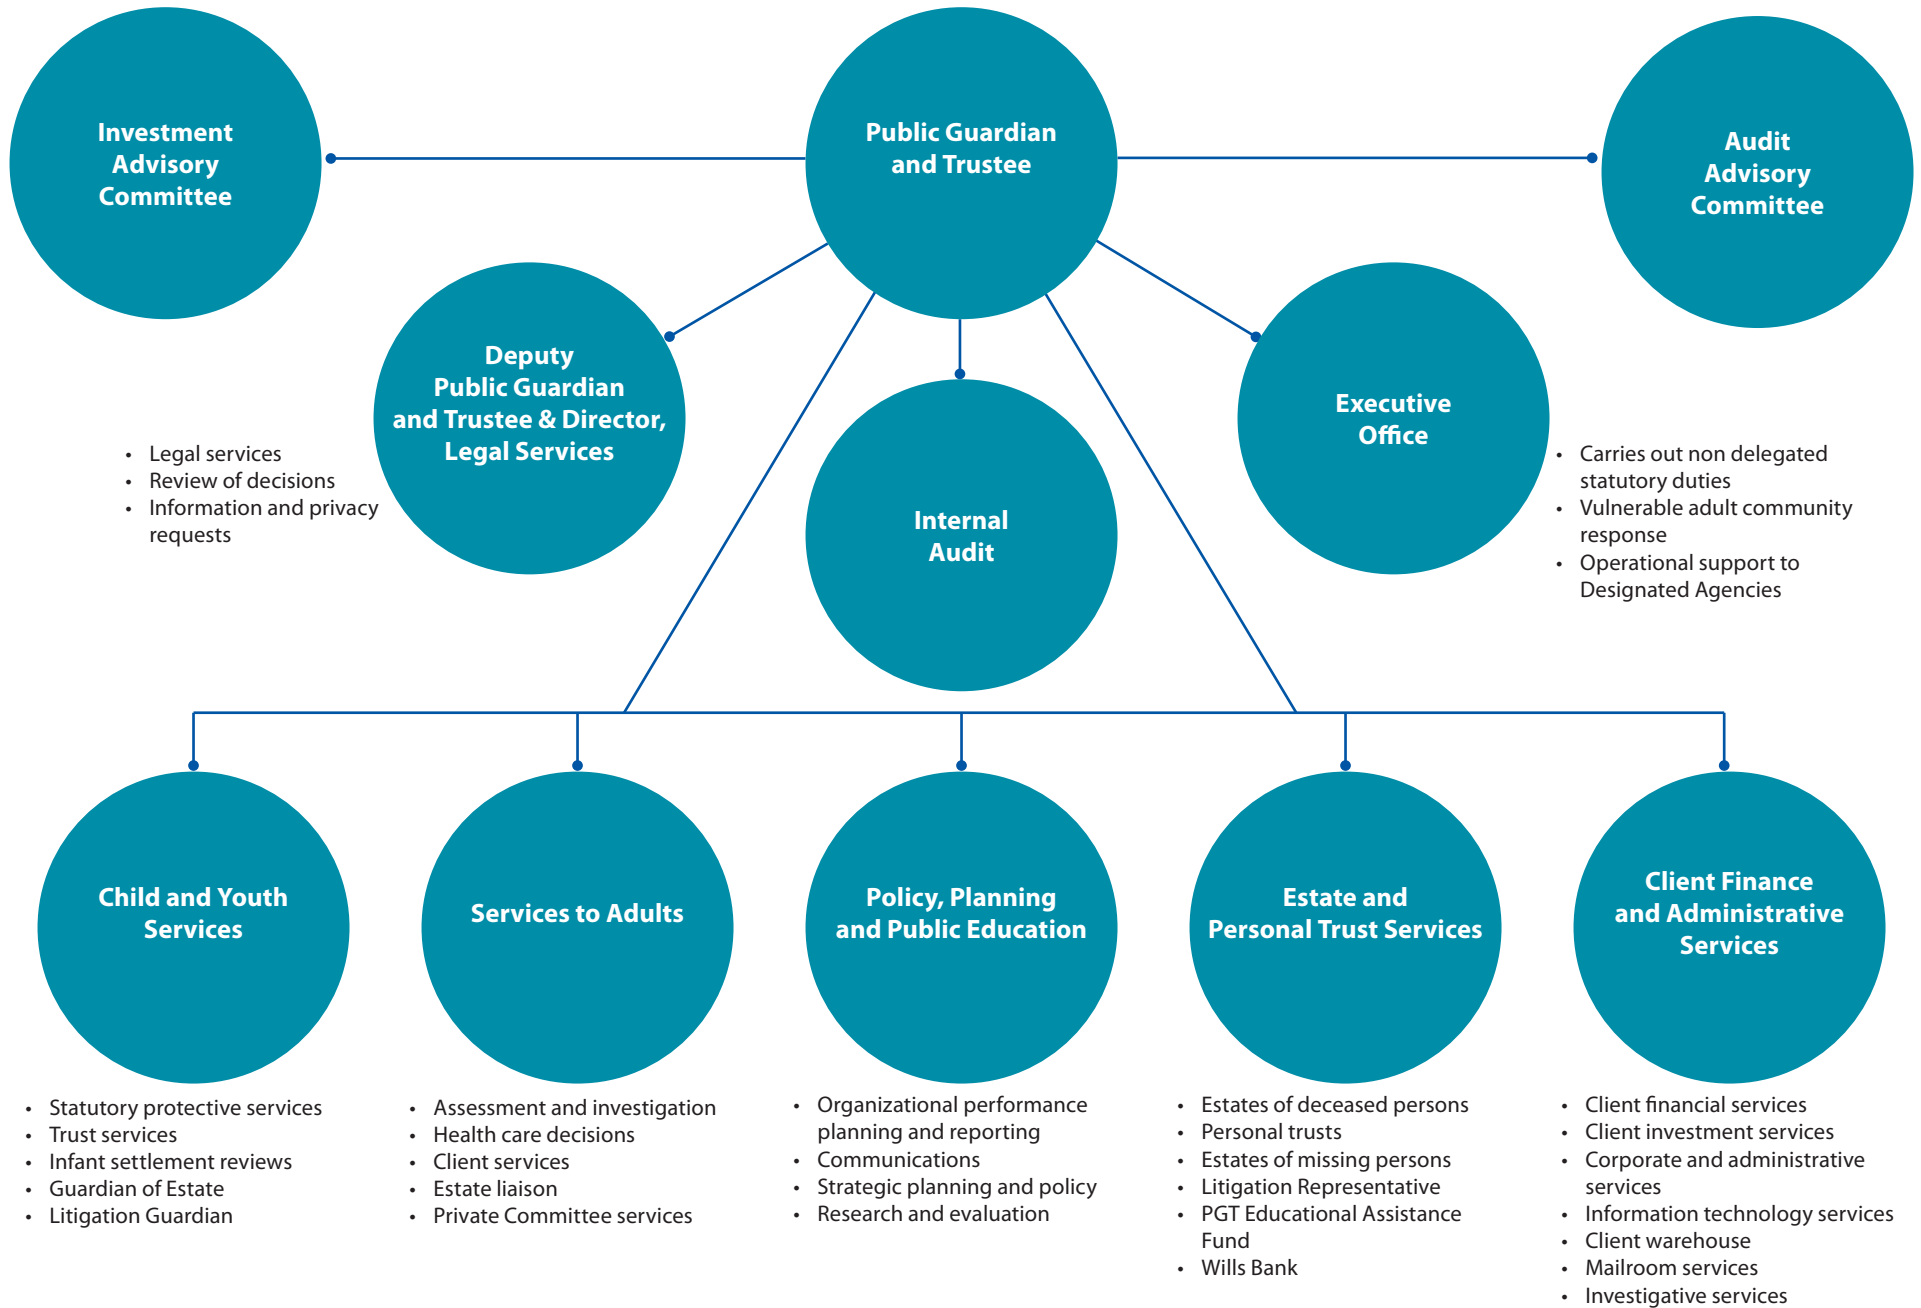 Investment
Advisory
Committee
Public Guardian
and Trustee
Audit
Advisory
Committee
Deputy
Public Guardian
and Trustee & Director,
Legal Services
• Legal services
• Review of decisions
• Information and privacy
requests
Internal
Audit
Executive
Office
• Carries out non delegated
statutory duties
• Vulnerable adult community
response
• Operational support to
Designated Agencies
Child and Youth
Services
• Statutory protective services
• Trust services
• Infant settlement reviews
• Guardian of Estate
• Litigation Guardian
Services to Adults
• Assessment and investigation
• Health care decisions
• Client services
• Estate liaison
• Private Committee services
Policy, Planning
and Public Education
• Organizational performance
planning and reporting
• Communications
• Strategic planning and policy
• Research and evaluation
Estate and
Personal Trust Services
• Estates of deceased persons
• Personal trusts
• Estates of missing persons
• Litigation Representative
• PGT Educational Assistance
Fund
• Wills Bank
Client Finance
and Administrative
Services
• Client financial services
• Client investment services
• Corporate and administrative
services
• Information technology services
• Client warehouse
• Mailroom services
• Investigative services